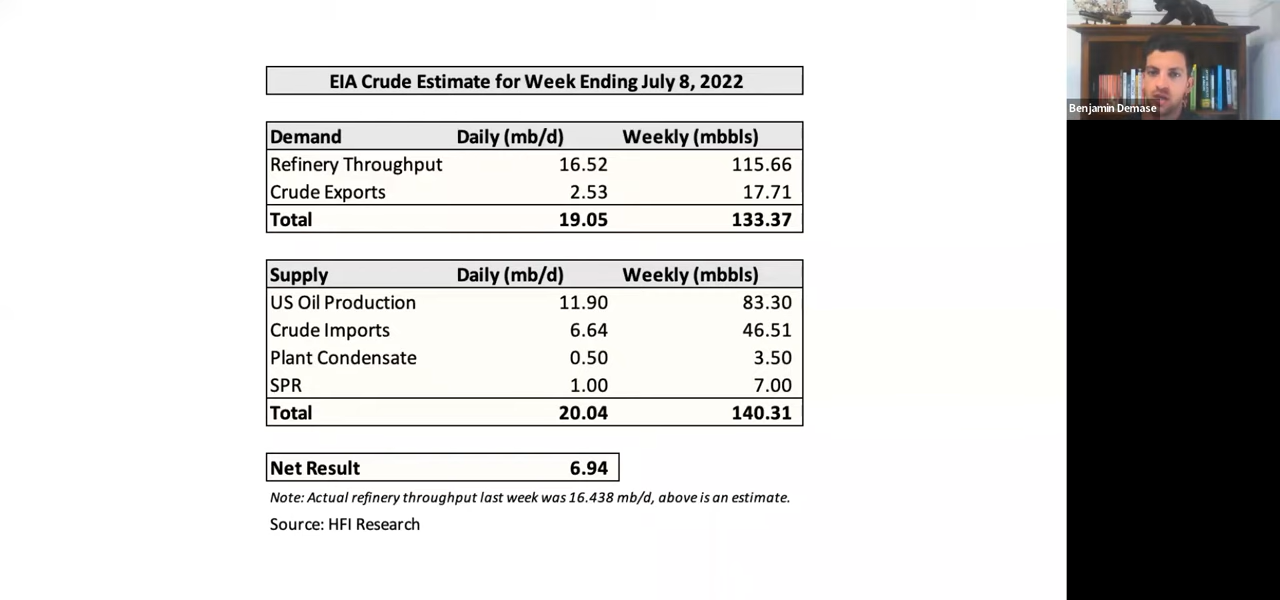 EIA Crude Estimate for Week Ending July 8, 2022
Demand Daily (mb/d) Weekly (mbbls)
Refinery Throughput 16.52 115.66
Crude Exports 2.53 17.71
Total 19.05 133.37
Supply Daily (mb/d) Weekly (mbbls)
US Oil Production 11.90 83.30
Crude Imports 6.64 46.51
Plant Condensate 0.50 3.50
SPR 1.00 7.00
Total 20.04 140.31
Net Result 6.94
Note: Actual refinery throughput last week was 16.438 mb/d, above is an estimate.
Source: HFI Research
Benjamin Demase